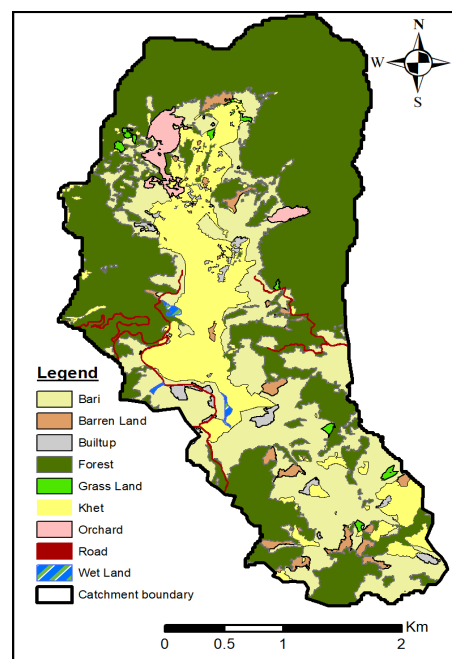 N
W E
S
Legend
Bari
Barren Land
Builtup
Forest
Grass Land
Khet
Orchard
Road
Wet Land
Catchment boundary
Km
0 0.5 1 2